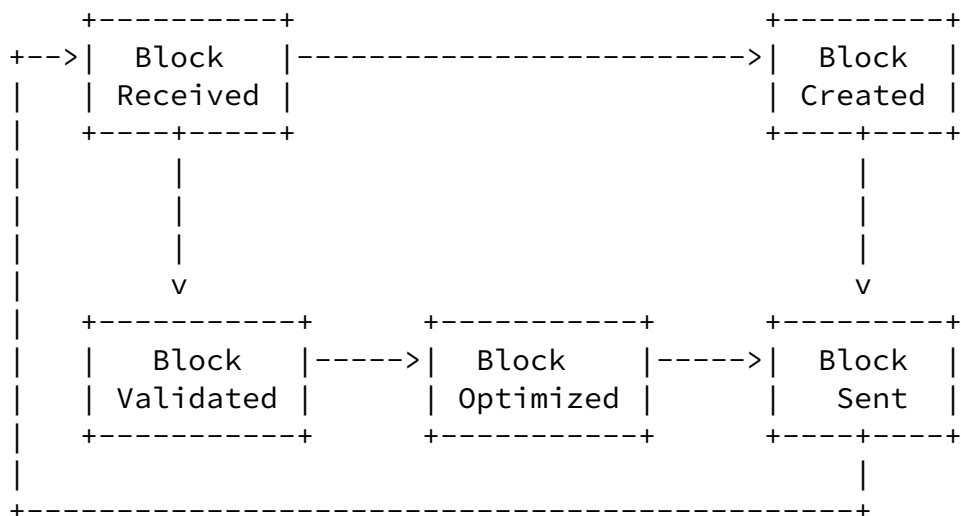 Block
Received
Block
Created
Block
Validated
Block
Optimized
Block
Sent